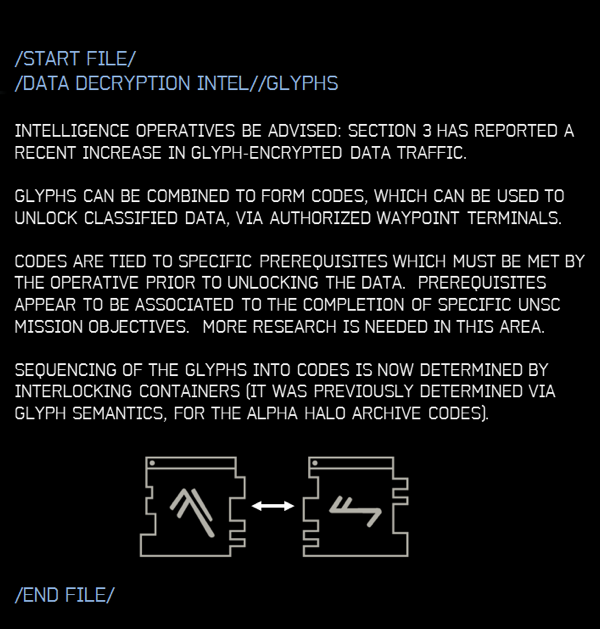 /START FILE/
/DATA DECRYPTION INTEL//GLYPHS
INTELLIGENCE OPERATIVES BE ADVISED: SECTION 3 HAS REPORTED A
RECENT INCREASE IN GLYPH-ENCRYPTED DATA TRAFFIC.
GLYPHS CAN BE COMBINED TO FORM CODES, WHICH CAN BE USED TO
UNLOCK CLASSIFIED DATA, VIA AUTHORIZED WAYPOINT TERMINALS.
CODES ARE TIED TO SPECIFIC PREREQUISITES WHICH MUST BE MET BY
THE OPERATIVE PRIOR TO UNLOCKING THE DATA. PREREQUISITES
APPEAR TO BE ASSOCIATED TO THE COMPLETION OF SPECIFIC UNSC
MISSION OBJECTIVES. MORE RESEARCH IS NEEDED IN THIS AREA.
SEQUENCING OF THE GLYPHS INTO CODES IS NOW DETERMINED BY
INTERLOCKING CONTAINERS (IT WAS PREVIOUSLY DETERMINED VIA
GLYPH SEMANTICS, FOR THE ALPHA HALO ARCHIVE CODES).
/END FILE/